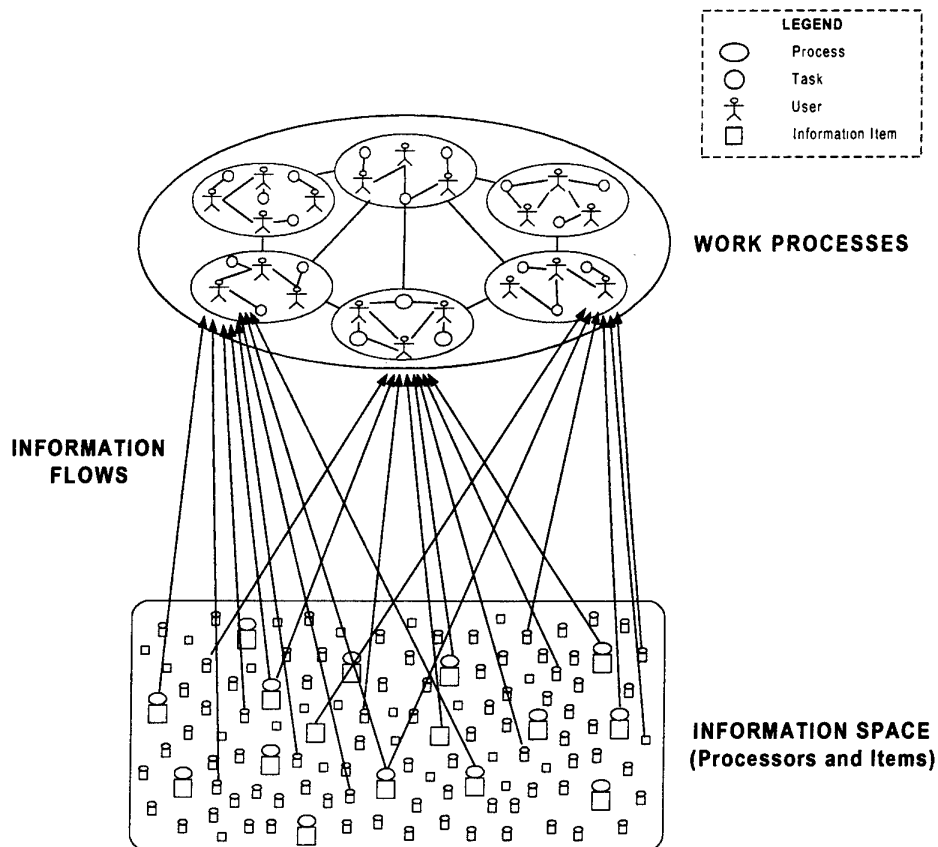 LEGEND
Process
Task
User
Information Item
WORK PROCESSES
INFORMATION
FLOWS
INFORMATION SPACE
(Processors and Items)